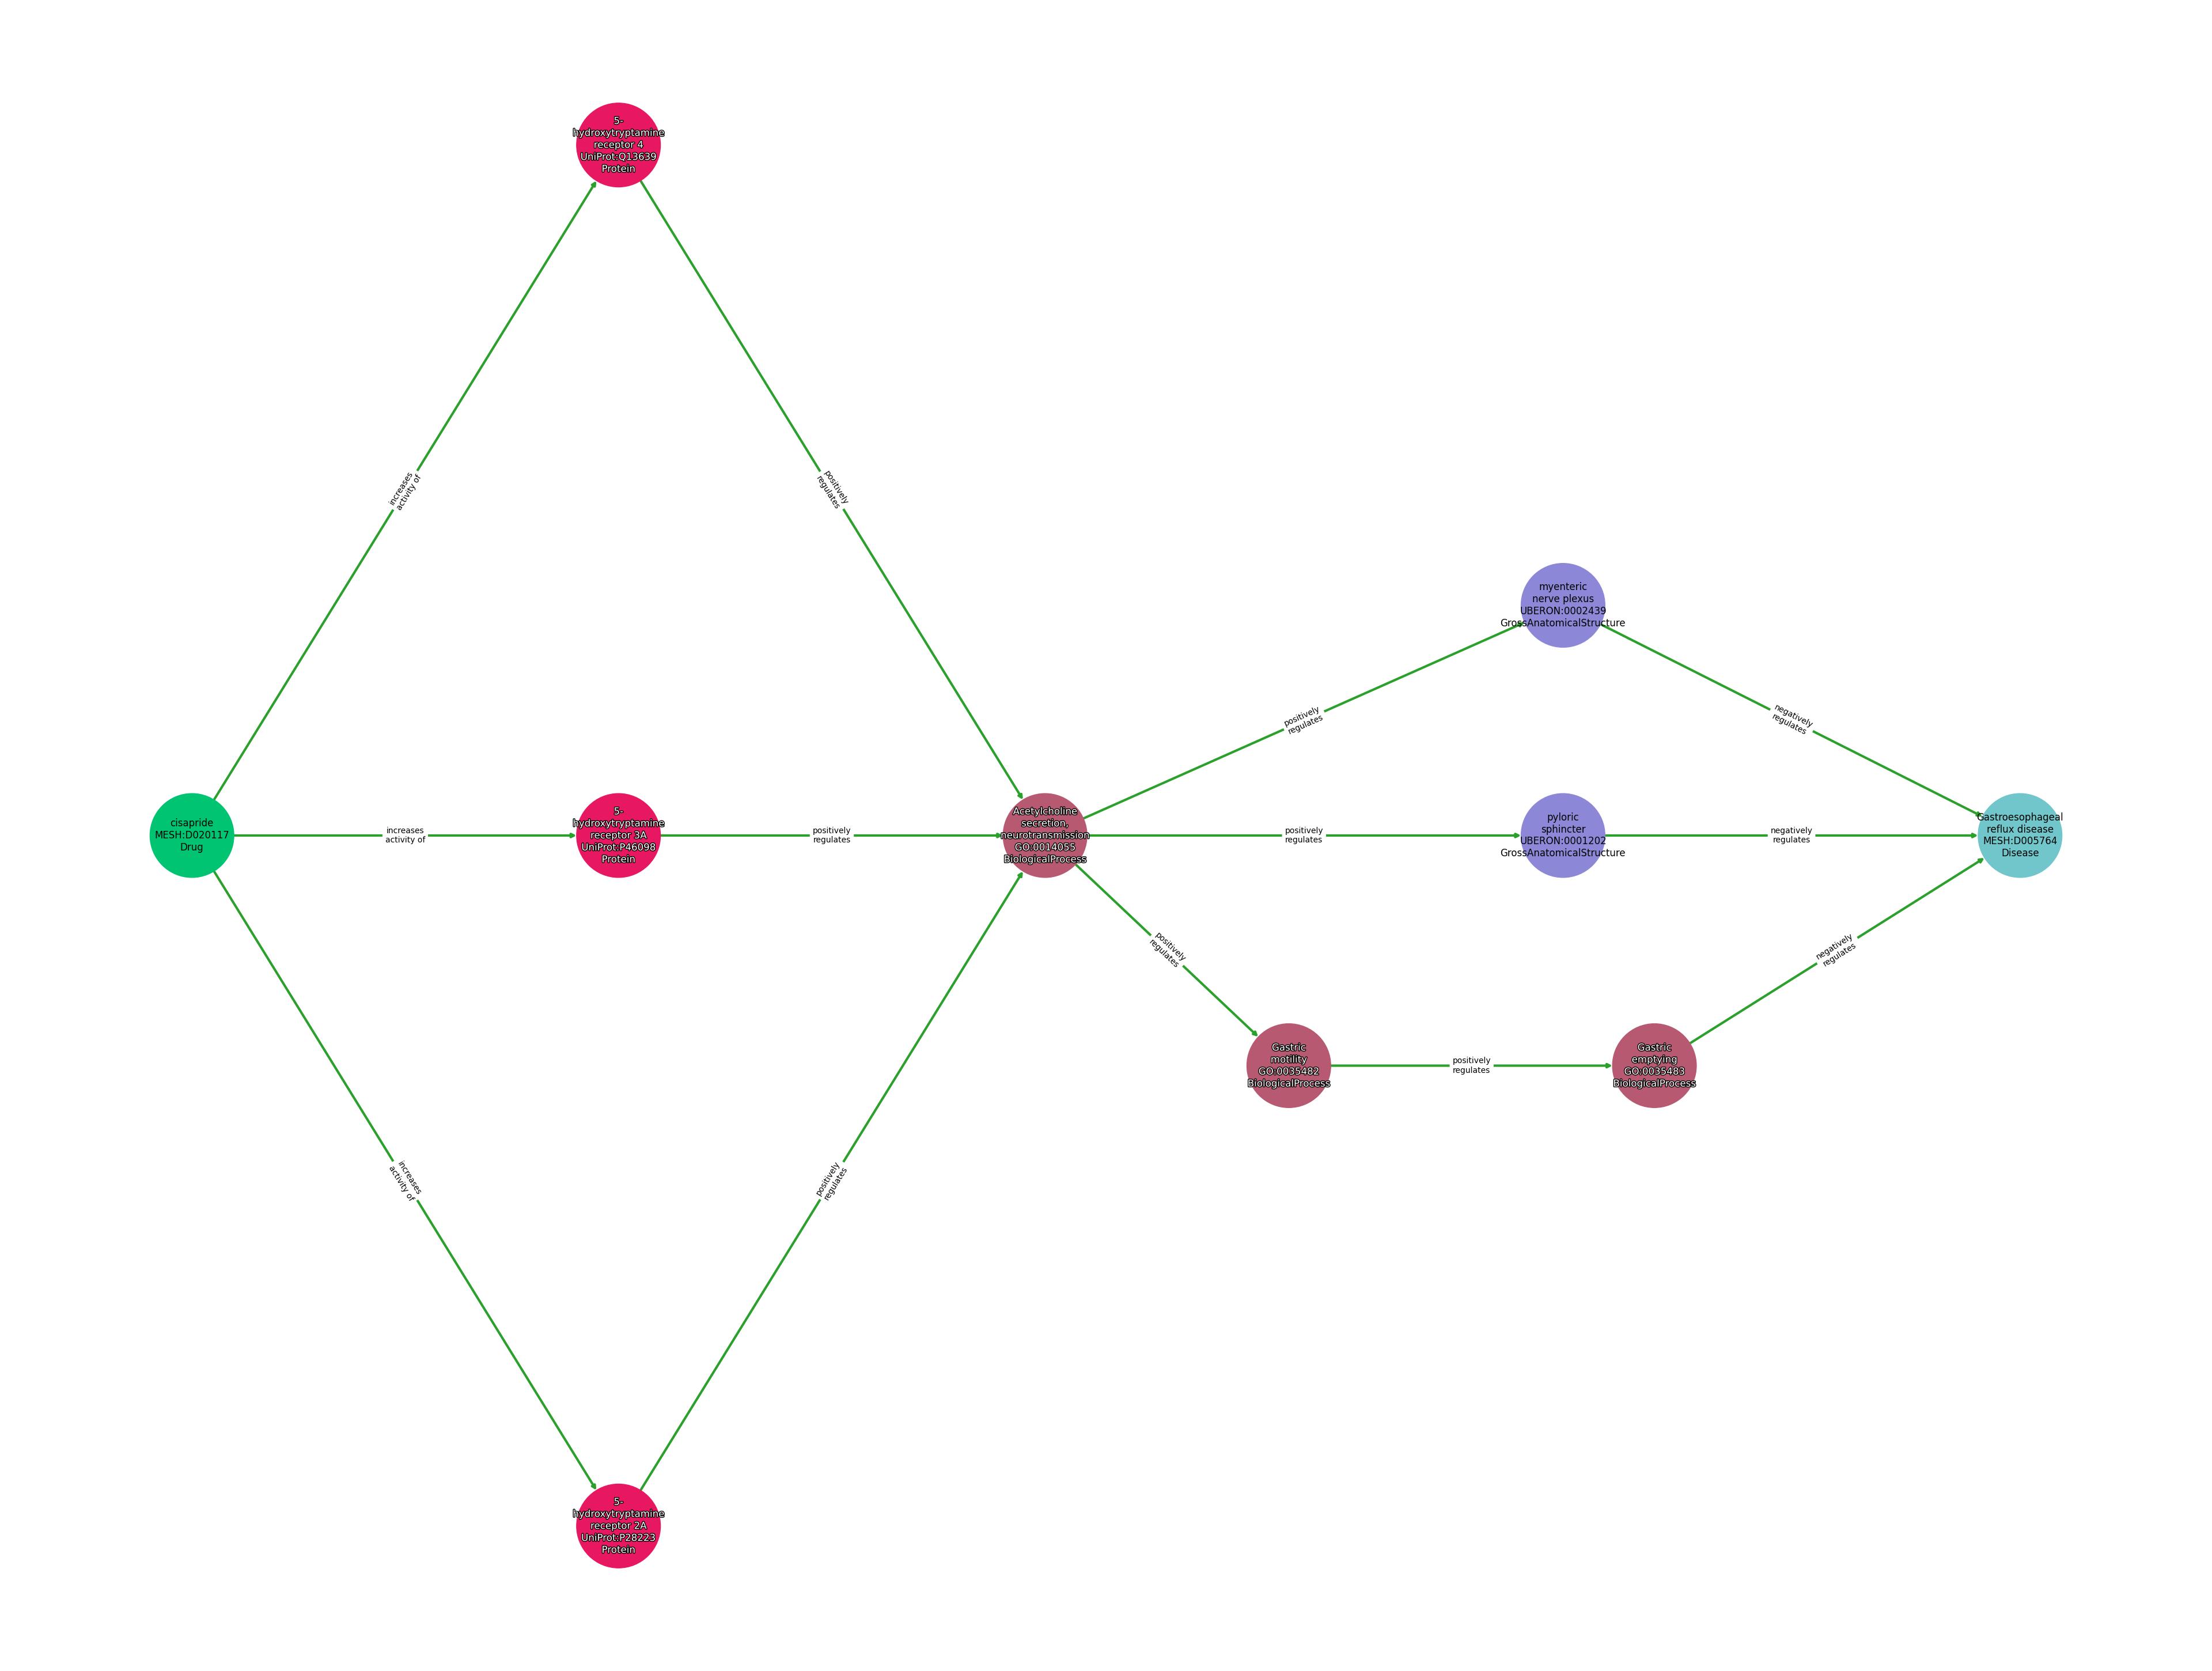 5-
hydroxytryptamine
receptor 4
UniProt:Q13639
Protein
increases
activity of
positively
regulates
myenteric
nerve plexus
UBERON:0002439
GrossAnatomicalStructure
positively
regulates
negatively
regulates
cisapride
MESH:D020117
Drug
increases
activity of
5-
hydroxytryptamine
receptor 3A
UniProt:P46098
Protein
positively
regulates
Acetylcholine
secretion,
neurotransmission
GO:0014055
BiologicalProcess
positively
regulates
pyloric
sphincter
UBERON:0001202
GrossAnatomicalStructure
negatively
regulates
Gastroesophageal
reflux disease
MESH:D005764
Disease
positively
regulates
negatively
regulates
Gastric
motility
GO:0035482
BiologicalProcess
positively
regulates
Gastric
emptying
GO:0035483
BiologicalProcess
increases
activity of
positively
regulates
5-
hydroxytryptamine
receptor 2A
UniProt:P28223
Protein